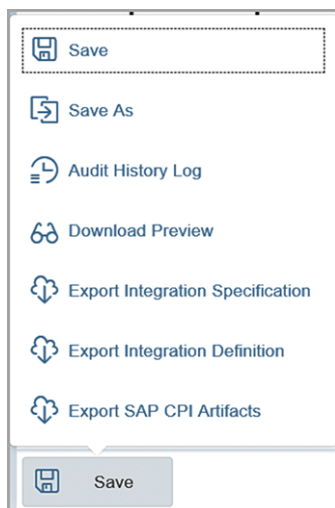 Save
Save As
Audit History Log
Download Preview
Export Integration Specification
Export Integration Definition
Export SAP CPI Artifacts
Save